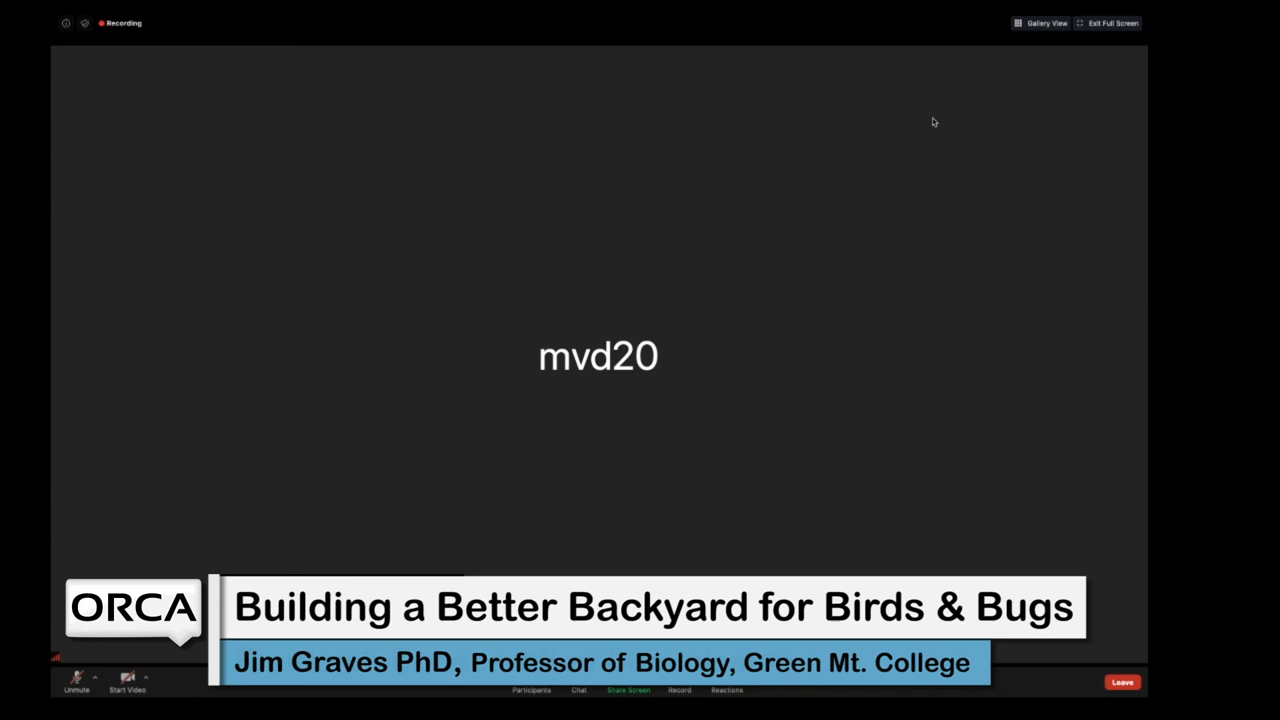 Recording
Gallery View
Exit Full Screen
mvd20
ORCA
Building a Better Backyard for Birds & Bugs
Jim Graves PhD, Professor of Biology, Green Mt. College
Unmute
Start Video
Participants
Chat
Share Screen
Record
Reactions
Leave